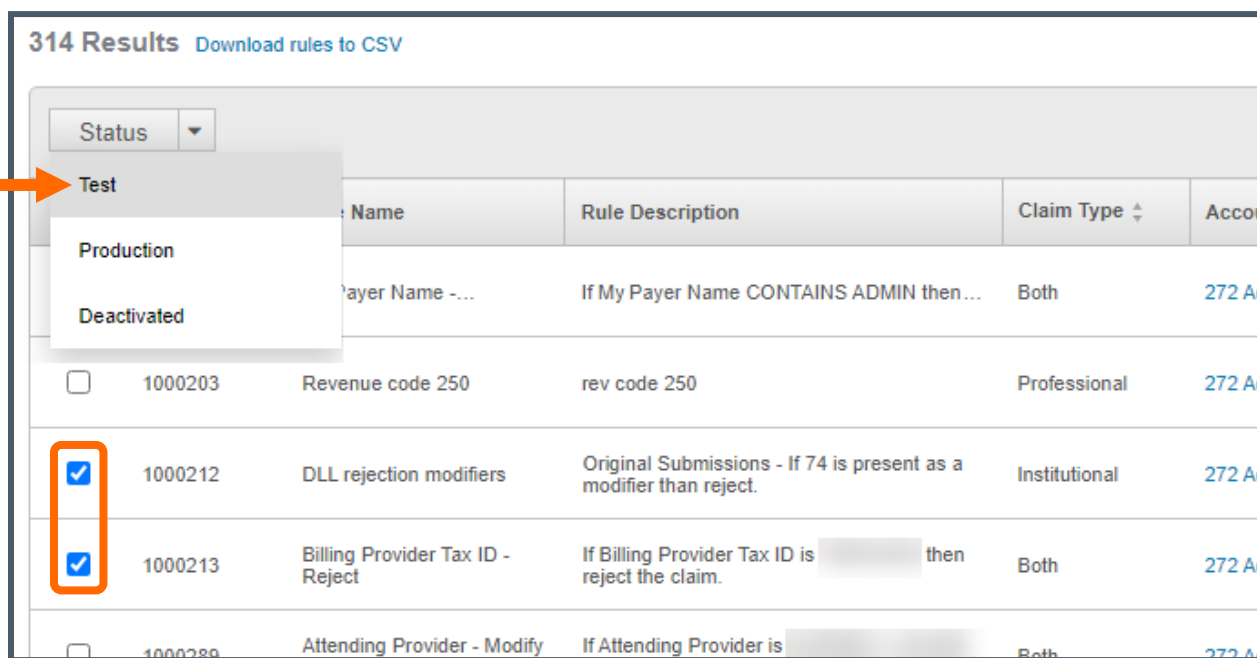 314 Results Download rules to CSV
Status
Test
Name Rule Description Claim Type Acco
Production
Payer Name -... If My Payer Name CONTAINS ADMIN then... Both 272 A
Deactivated
1000203 Revenue code 250 rev code 250 Professional 272 A
1000212 DLL rejection modifiers Original Submissions - If 74 is present as a Institutional 272 A
modifier than reject.
1000213 Billing Provider Tax ID - If Billing Provider Tax ID is then Both 272 A
Reject reject the claim.
1000289 Attending Provider - Modify If Attending Provider is Both 272 A